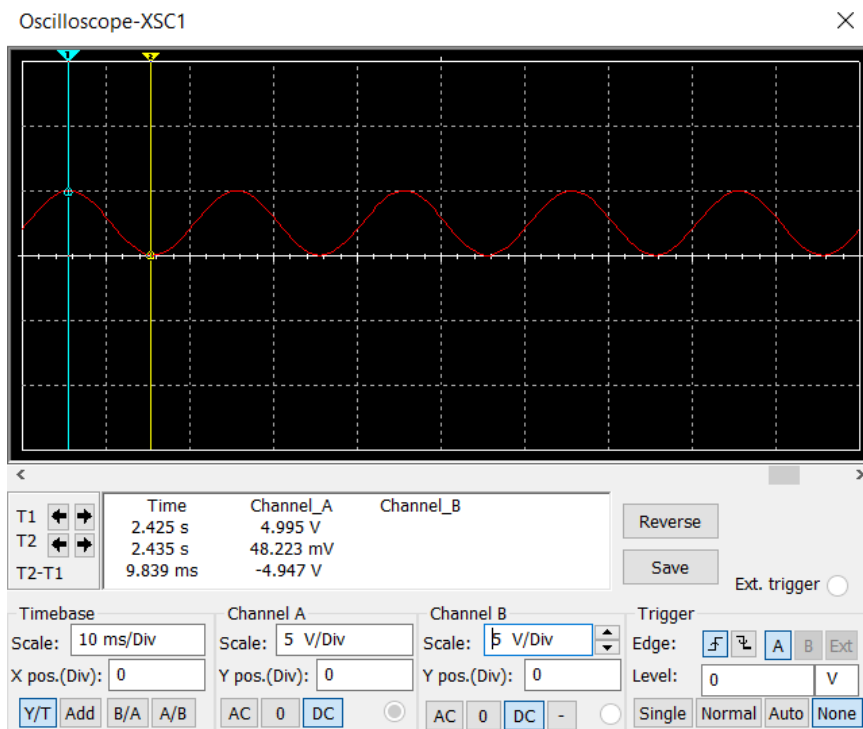 Oscilloscope-XSC1
1 2
Time Channel_A Channel_B
T1 2.425 s 4.995 V
T2 2.435 s 48.223 mV
T2-T1 9.839 ms -4.947 V
Reverse
Save
Ext. trigger
Timebase
Scale: 10 ms/Div
X pos.(Div): 0
Y/T Add B/A A/B
Channel A
Scale: 5 V/Div
Y pos.(Div): 0
AC 0 DC
Channel B
Scale: 5 V/Div
Y pos.(Div): 0
AC 0 DC -
Trigger
Edge: A B Ext
Level: 0 V
Single Normal Auto None